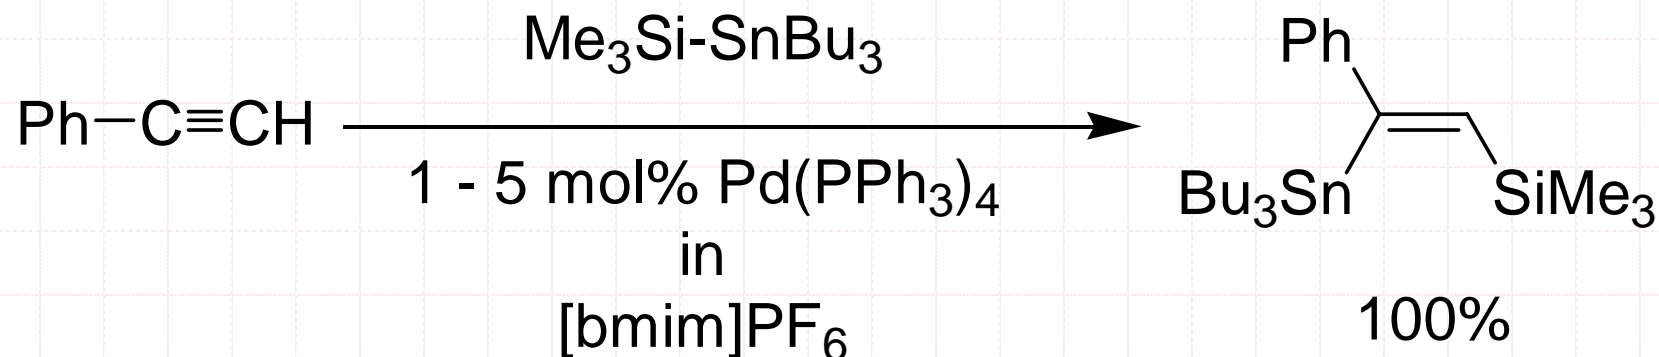 Me₃Si-SnBu₃
Ph–C≡CH
1 - 5 mol% Pd(PPh₃)₄
in
[bmim]PF₆
Ph
Bu₃Sn
SiMe₃
100%